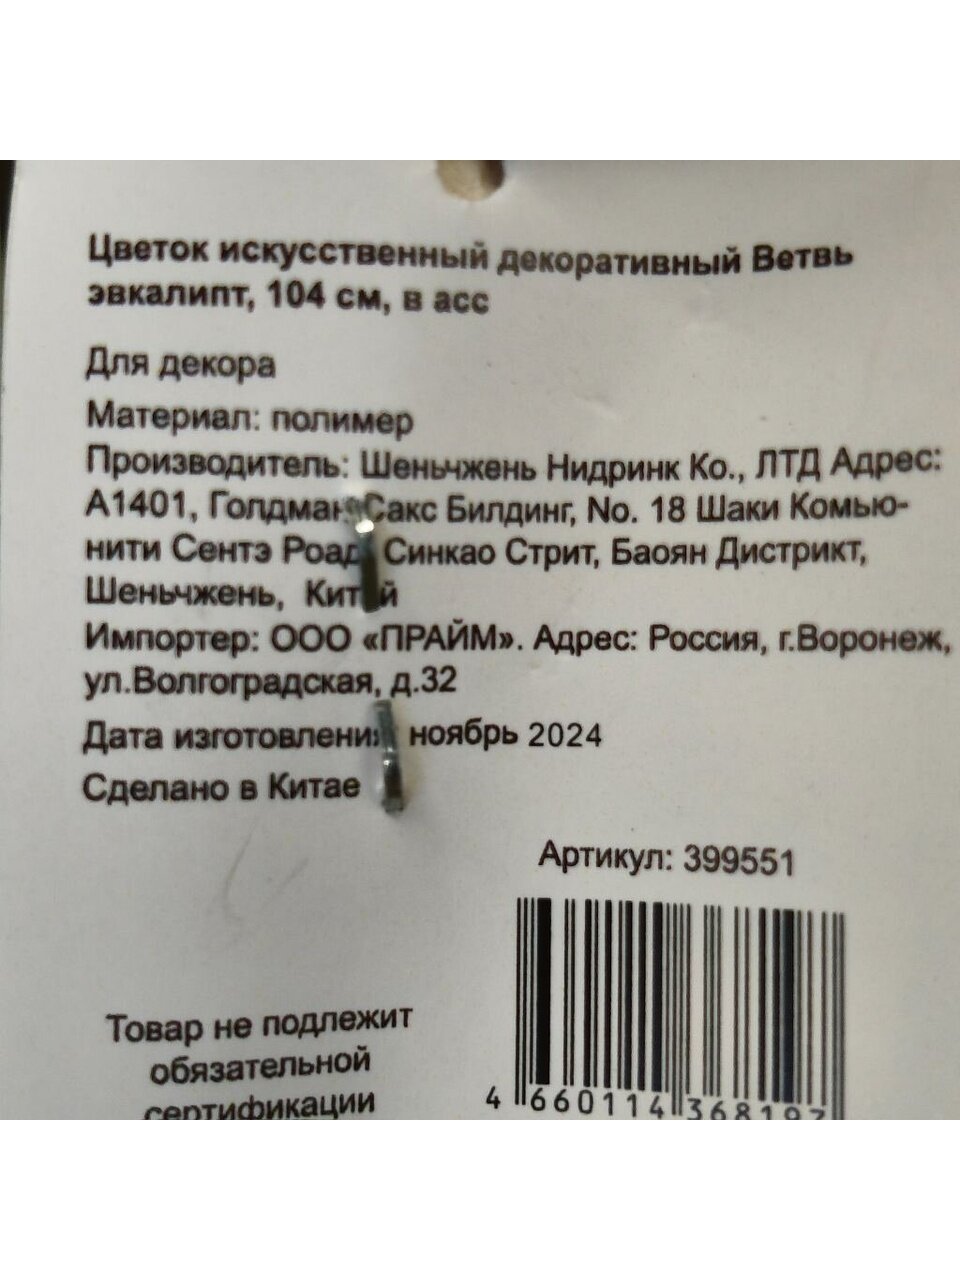 Цветок искусственный декоративный Ветвь
эвкалипт, 104 см, в асс
Для декора
Материал: полимер
Производитель: Шеньчжень Нидринк Ко., ЛТД Адрес:
А1401, Голдман Сакс Билдинг, No. 18 Шаки Комью-
нити Сентэ Роад, Синкао Стрит, Баоян Дистрикт,
Шеньчжень, Китай
Импортер: ООО «ПРАЙМ». Адрес: Россия, г.Воронеж,
ул.Волгоградская, д.32
Дата изготовления: ноябрь 2024
Сделано в Китае
Артикул: 399551
Товар не подлежит
обязательной
сертификации
4 660114 368197